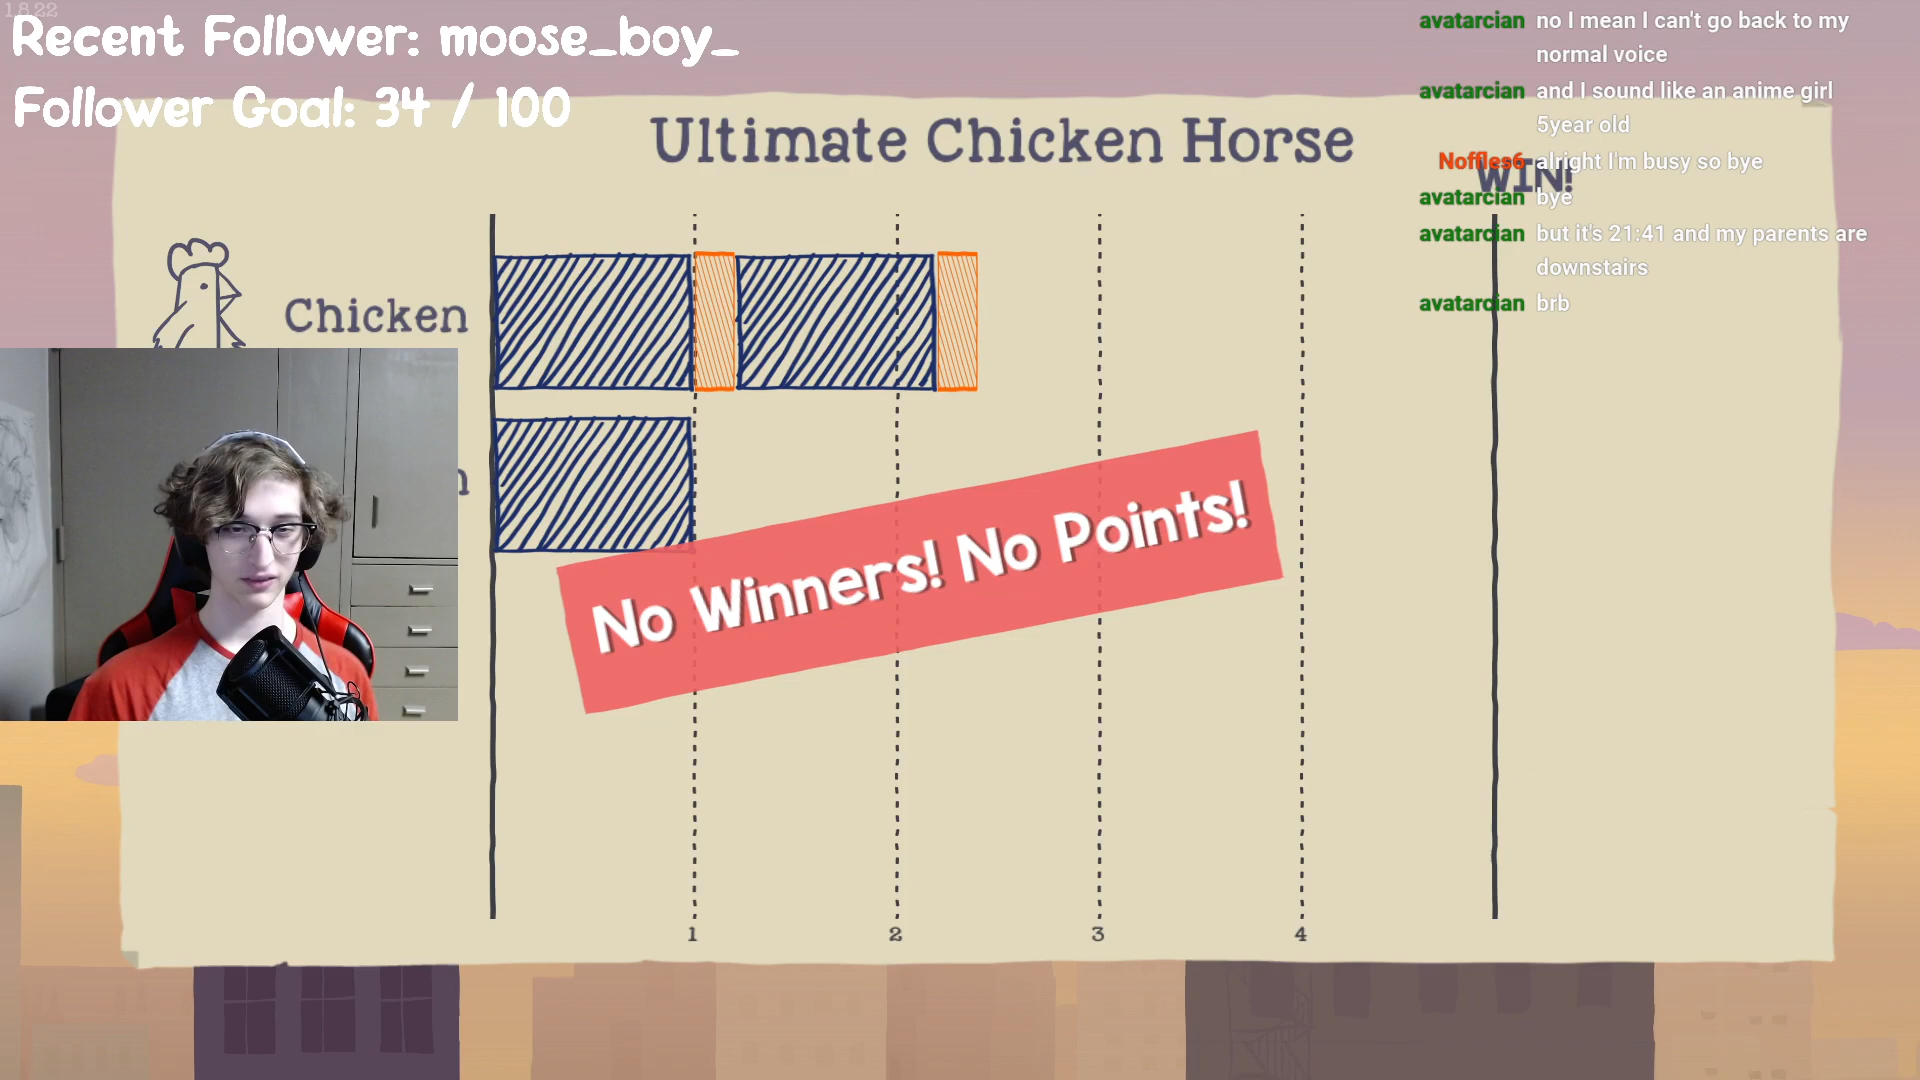 18.22
Recent Follower: moose_boy_
Follower Goal: 34 / 100
Ultimate Chicken Horse
WIN!
Chicken
n
No Winners! No Points!
1
2
3
4
avatarcian no I mean I can't go back to my
normal voice
avatarcian and I sound like an anime girl
5year old
Noffles6 alright I'm busy so bye
avatarcian bye
avatarcian but it's 21:41 and my parents are
downstairs
avatarcian brb